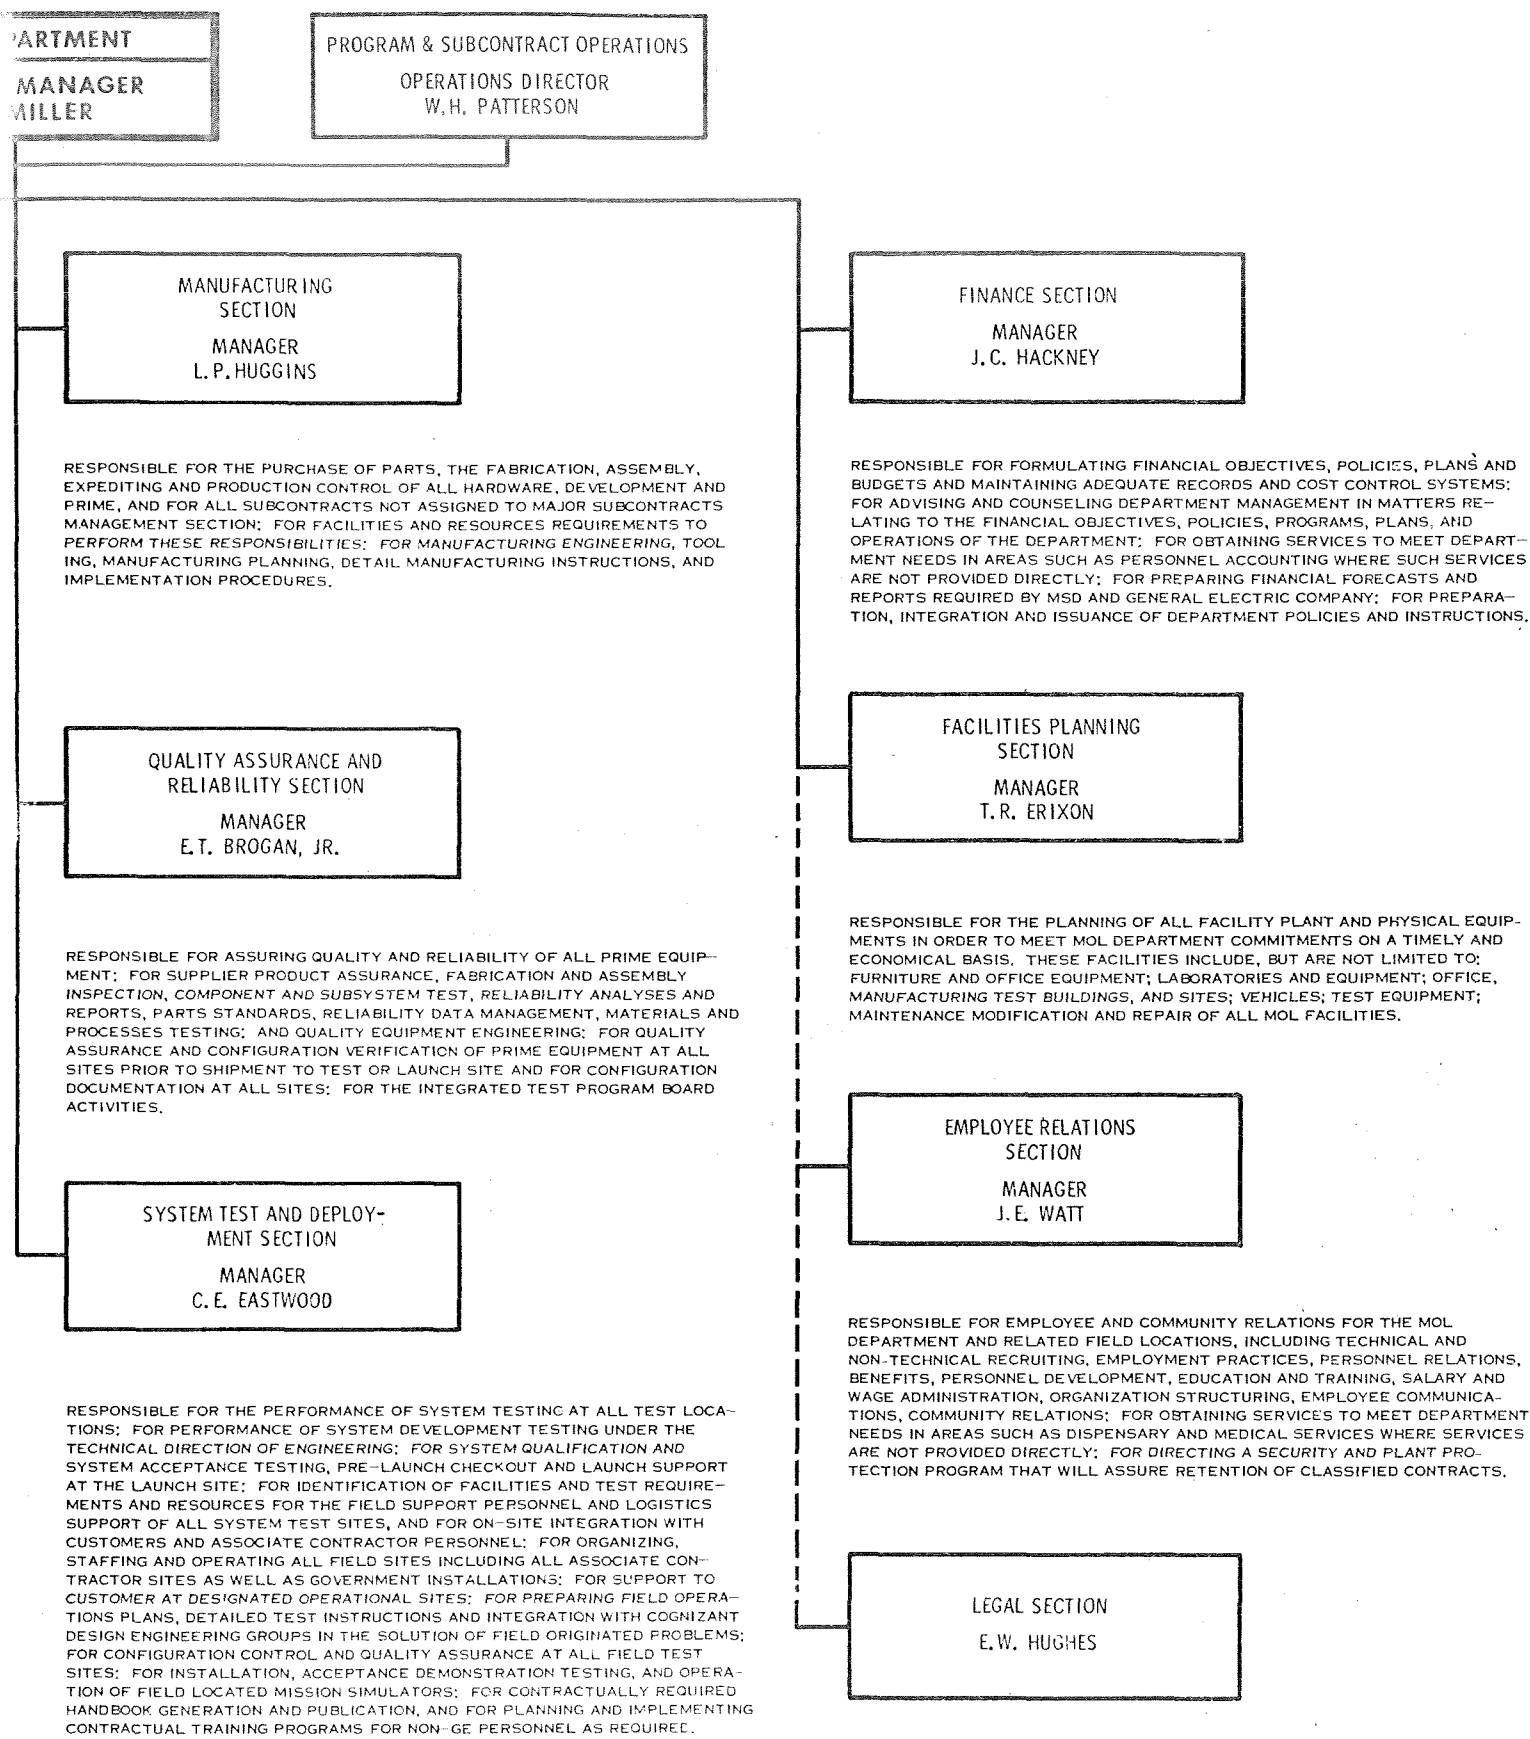 PARTMENT
MANAGER
MILLER
PROGRAM & SUBCONTRACT OPERATIONS
OPERATIONS DIRECTOR
W.H. PATTERSON
MANUFACTURING
SECTION
MANAGER
L.P. HUGGINS
RESPONSIBLE FOR THE PURCHASE OF PARTS, THE FABRICATION, ASSEMBLY,
EXPEDITING AND PRODUCTION CONTROL OF ALL HARDWARE, DEVELOPMENT AND
PRIME, AND FOR ALL SUBCONTRACTS NOT ASSIGNED TO MAJOR SUBCONTRACTS
MANAGEMENT SECTION; FOR FACILITIES AND RESOURCES REQUIREMENTS TO
PERFORM THESE RESPONSIBILITIES; FOR MANUFACTURING ENGINEERING, TOOL
ING, MANUFACTURING PLANNING, DETAIL MANUFACTURING INSTRUCTIONS, AND
IMPLEMENTATION PROCEDURES.
QUALITY ASSURANCE AND
RELIABILITY SECTION
MANAGER
E.T. BROGAN, JR.
RESPONSIBLE FOR ASSURING QUALITY AND RELIABILITY OF ALL PRIME EQUIP-
MENT; FOR SUPPLIER PRODUCT ASSURANCE, FABRICATION AND ASSEMBLY
INSPECTION, COMPONENT AND SUBSYSTEM TEST, RELIABILITY ANALYSES AND
REPORTS, PARTS STANDARDS, RELIABILITY DATA MANAGEMENT, MATERIALS AND
PROCESSES TESTING; AND QUALITY EQUIPMENT ENGINEERING; FOR QUALITY
ASSURANCE AND CONFIGURATION VERIFICATION OF PRIME EQUIPMENT AT ALL
SITES PRIOR TO SHIPMENT TO TEST OR LAUNCH SITE AND FOR CONFIGURATION
DOCUMENTATION AT ALL SITES; FOR THE INTEGRATED TEST PROGRAM BOARD
ACTIVITIES.
SYSTEM TEST AND DEPLOY-
MENT SECTION
MANAGER
C.E. EASTWOOD
RESPONSIBLE FOR THE PERFORMANCE OF SYSTEM TESTING AT ALL TEST LOCA-
TIONS; FOR PERFORMANCE OF SYSTEM DEVELOPMENT TESTING UNDER THE
TECHNICAL DIRECTION OF ENGINEERING; FOR SYSTEM QUALIFICATION AND
SYSTEM ACCEPTANCE TESTING, PRE-LAUNCH CHECKOUT AND LAUNCH SUPPORT
AT THE LAUNCH SITE; FOR IDENTIFICATION OF FACILITIES AND TEST REQUIRE-
MENTS AND RESOURCES FOR THE FIELD SUPPORT PERSONNEL AND LOGISTICS
SUPPORT OF ALL SYSTEM TEST SITES, AND FOR ON-SITE INTEGRATION WITH
CUSTOMERS AND ASSOCIATE CONTRACTOR PERSONNEL; FOR ORGANIZING,
STAFFING AND OPERATING ALL FIELD SITES INCLUDING ALL ASSOCIATE CON-
TRACTOR SITES AS WELL AS GOVERNMENT INSTALLATIONS; FOR SUPPORT TO
CUSTOMER AT DESIGNATED OPERATIONAL SITES; FOR PREPARING FIELD OPERA-
TIONS PLANS, DETAILED TEST INSTRUCTIONS AND INTEGRATION WITH COGNIZANT
DESIGN ENGINEERING GROUPS IN THE SOLUTION OF FIELD ORIGINATED PROBLEMS;
FOR CONFIGURATION CONTROL AND QUALITY ASSURANCE AT ALL FIELD TEST
SITES; FOR INSTALLATION, ACCEPTANCE DEMONSTRATION TESTING, AND OPERA-
TION OF FIELD LOCATED MISSION SIMULATORS; FOR CONTRACTUALLY REQUIRED
HANDBOOK GENERATION AND PUBLICATION, AND FOR PLANNING AND IMPLEMENTING
CONTRACTUAL TRAINING PROGRAMS FOR NON-GE PERSONNEL AS REQUIRED.
FINANCE SECTION
MANAGER
J.C. HACKNEY
RESPONSIBLE FOR FORMULATING FINANCIAL OBJECTIVES, POLICIES, PLANS AND
BUDGETS AND MAINTAINING ADEQUATE RECORDS AND COST CONTROL SYSTEMS;
FOR ADVISING AND COUNSELING DEPARTMENT MANAGEMENT IN MATTERS RE-
LATING TO THE FINANCIAL OBJECTIVES, POLICIES, PROGRAMS, PLANS, AND
OPERATIONS OF THE DEPARTMENT; FOR OBTAINING SERVICES TO MEET DEPART-
MENT NEEDS IN AREAS SUCH AS PERSONNEL ACCOUNTING WHERE SUCH SERVICES
ARE NOT PROVIDED DIRECTLY; FOR PREPARING FINANCIAL FORECASTS AND
REPORTS REQUIRED BY MSD AND GENERAL ELECTRIC COMPANY; FOR PREPARA-
TION, INTEGRATION AND ISSUANCE OF DEPARTMENT POLICIES AND INSTRUCTIONS.
FACILITIES PLANNING
SECTION
MANAGER
T.R. ERIXON
RESPONSIBLE FOR THE PLANNING OF ALL FACILITY PLANT AND PHYSICAL EQUIP-
MENTS IN ORDER TO MEET MOL DEPARTMENT COMMITMENTS ON A TIMELY AND
ECONOMICAL BASIS. THESE FACILITIES INCLUDE, BUT ARE NOT LIMITED TO;
FURNITURE AND OFFICE EQUIPMENT; LABORATORIES AND EQUIPMENT; OFFICE,
MANUFACTURING TEST BUILDINGS, AND SITES; VEHICLES; TEST EQUIPMENT;
MAINTENANCE MODIFICATION AND REPAIR OF ALL MOL FACILITIES.
EMPLOYEE RELATIONS
SECTION
MANAGER
J.E. WATT
RESPONSIBLE FOR EMPLOYEE AND COMMUNITY RELATIONS FOR THE MOL
DEPARTMENT AND RELATED FIELD LOCATIONS, INCLUDING TECHNICAL AND
NON-TECHNICAL RECRUITING, EMPLOYMENT PRACTICES, PERSONNEL RELATIONS,
BENEFITS, PERSONNEL DEVELOPMENT, EDUCATION AND TRAINING, SALARY AND
WAGE ADMINISTRATION, ORGANIZATION STRUCTURING, EMPLOYEE COMMUNICA-
TIONS, COMMUNITY RELATIONS; FOR OBTAINING SERVICES TO MEET DEPARTMENT
NEEDS IN AREAS SUCH AS DISPENSARY AND MEDICAL SERVICES WHERE SERVICES
ARE NOT PROVIDED DIRECTLY; FOR DIRECTING A SECURITY AND PLANT PRO-
TECTION PROGRAM THAT WILL ASSURE RETENTION OF CLASSIFIED CONTRACTS.
LEGAL SECTION
E.W. HUGHES